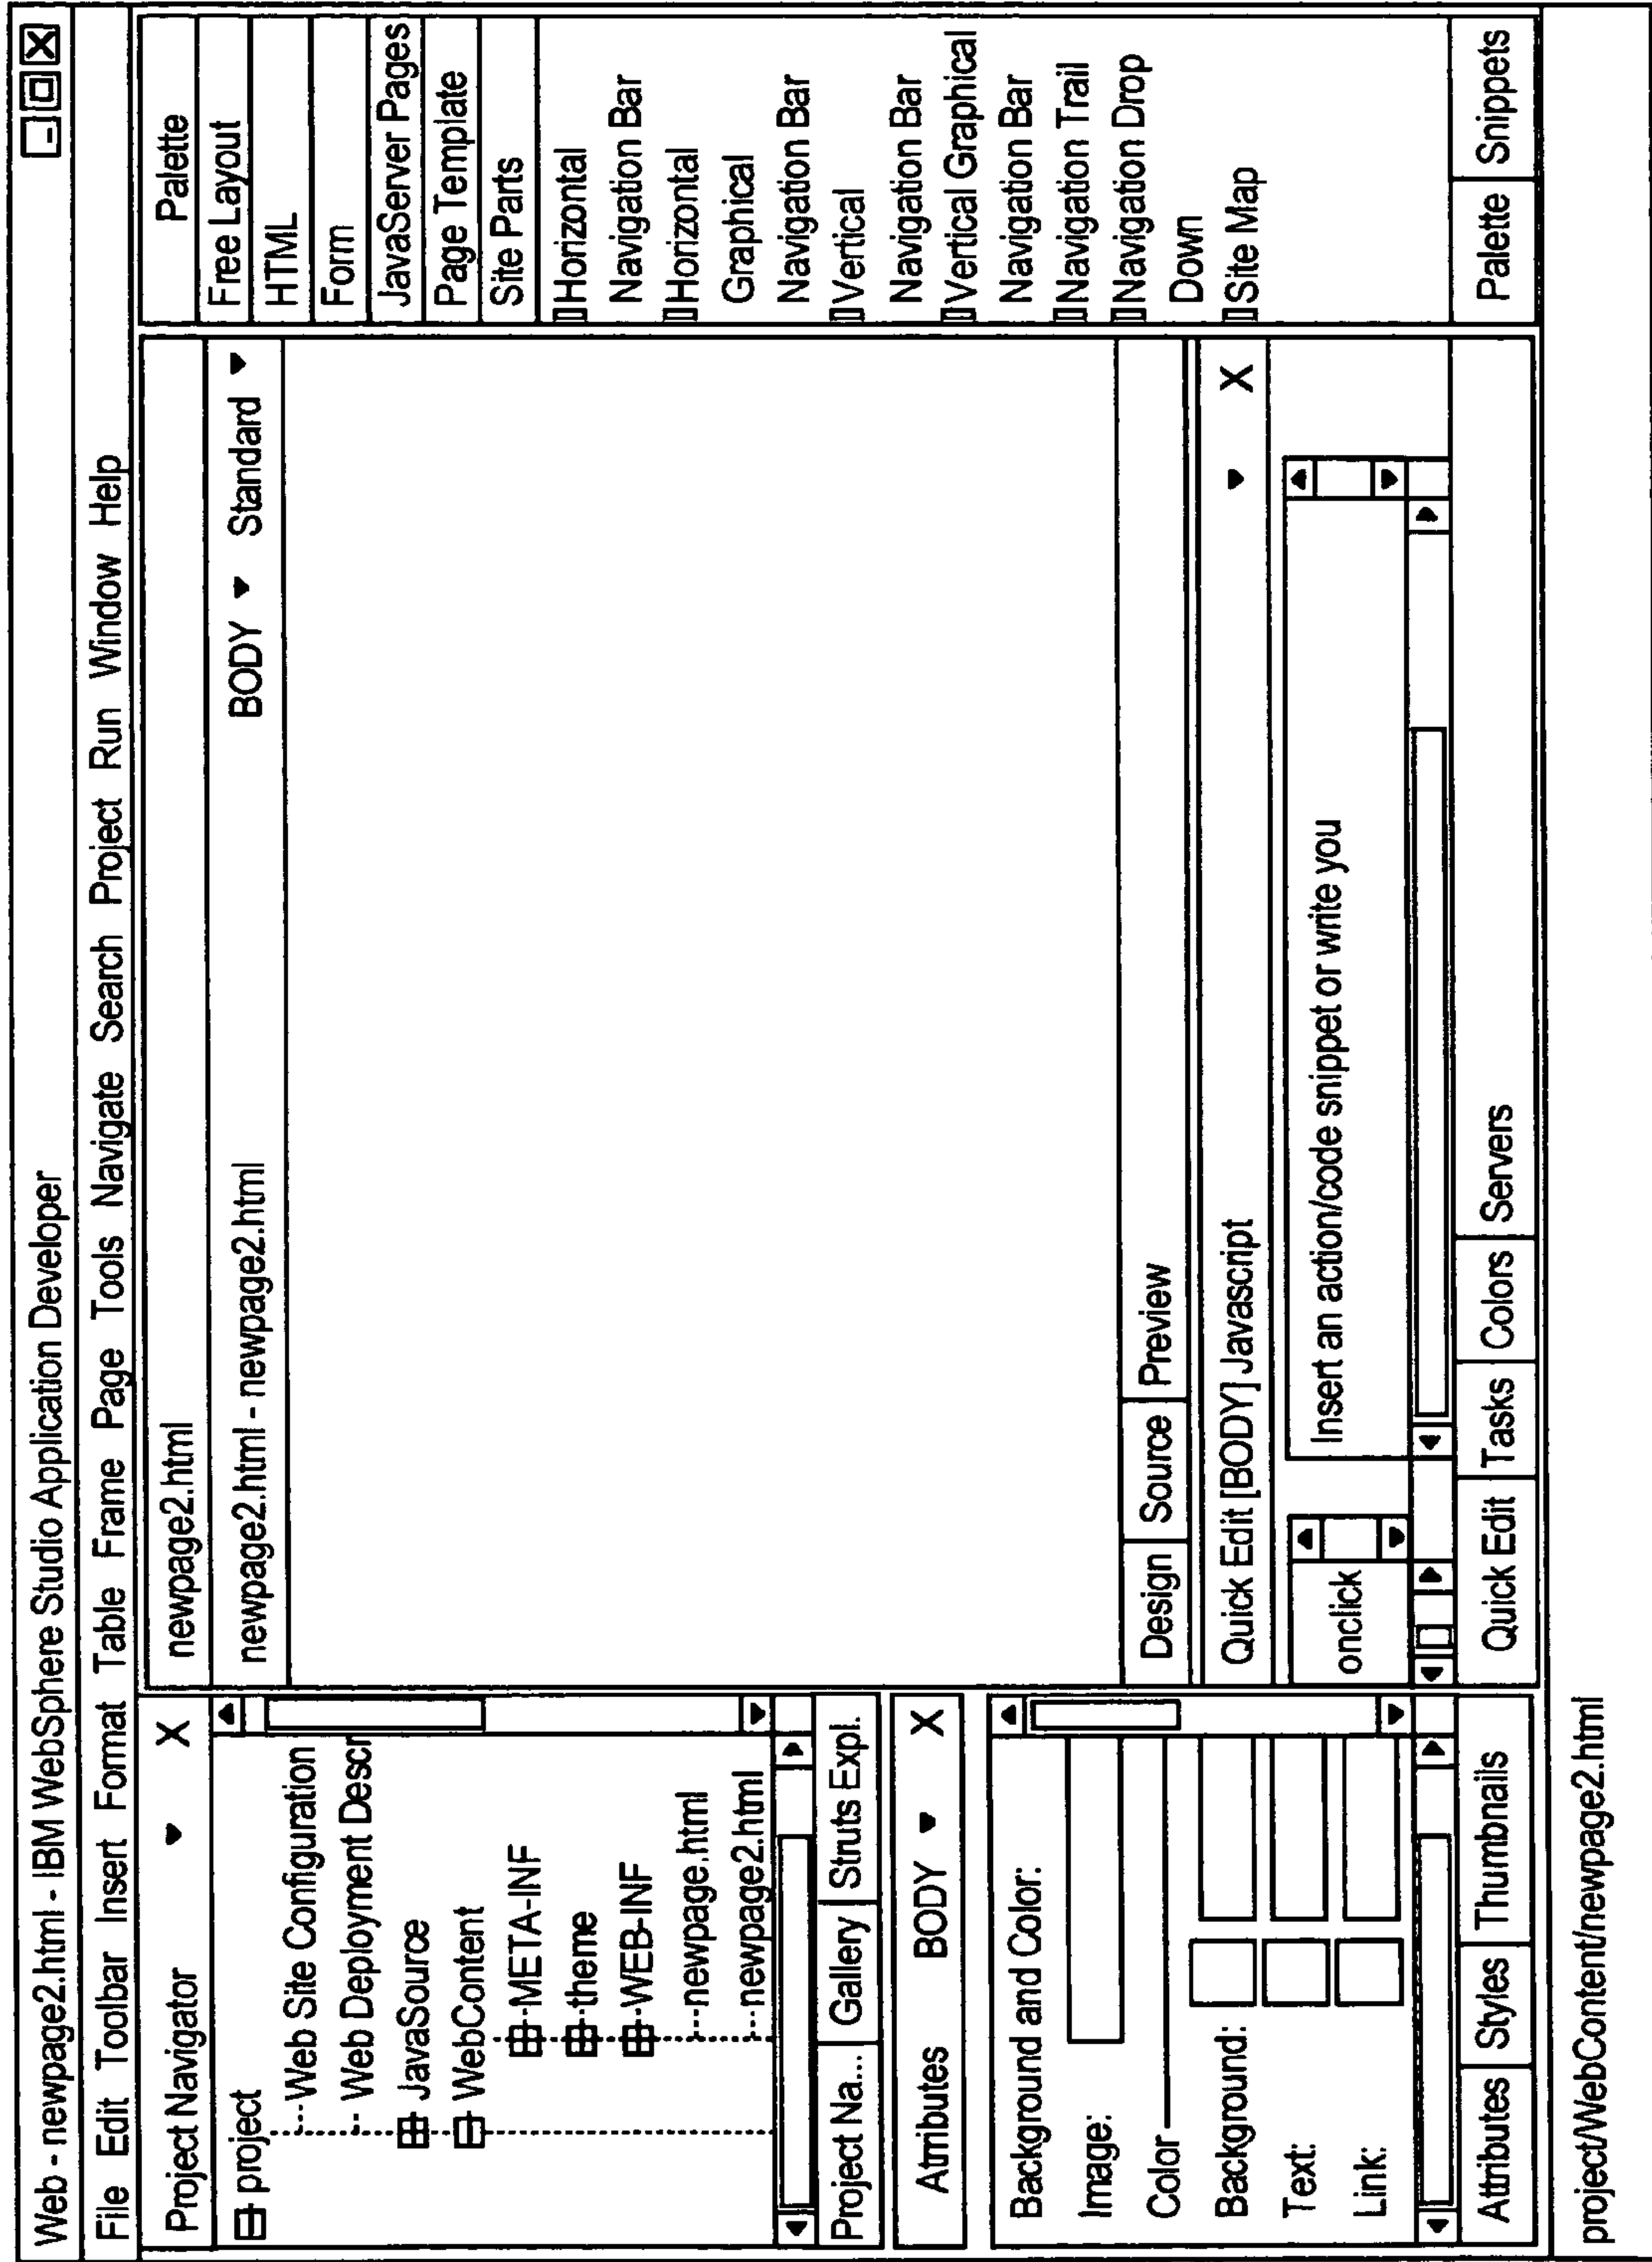 Web - newpage2.html - IBM WebSphere Studio Application Developer
File Edit Toolbar Insert Format Table Frame Page Tools Navigate Search Project Run Window Help
Project Navigator X
project
Web Site Configuration
Web Deployment Descr
JavaSource
WebContent
META-INF
theme
WEB-INF
newpage.html
newpage2.html
Project Na... Gallery Struts Expl.
Attributes BODY X
Background and Color:
Image:
Color
Background:
Text:
Link:
Attributes Styles Thumbnails
newpage2.html
newpage2.html - newpage2.html BODY Standard
Design Source Preview
Quick Edit [BODY] Javascript X
onclick
Insert an action/code snippet or write you
Quick Edit Tasks Colors Servers
Palette
Free Layout
HTML
Form
JavaServer Pages
Page Template
Site Parts
Horizontal
Navigation Bar
Horizontal
Graphical
Navigation Bar
Vertical
Navigation Bar
Vertical Graphical
Navigation Bar
Navigation Trail
Navigation Drop
Down
Site Map
Palette Snippets
project/WebContent/newpage2.html